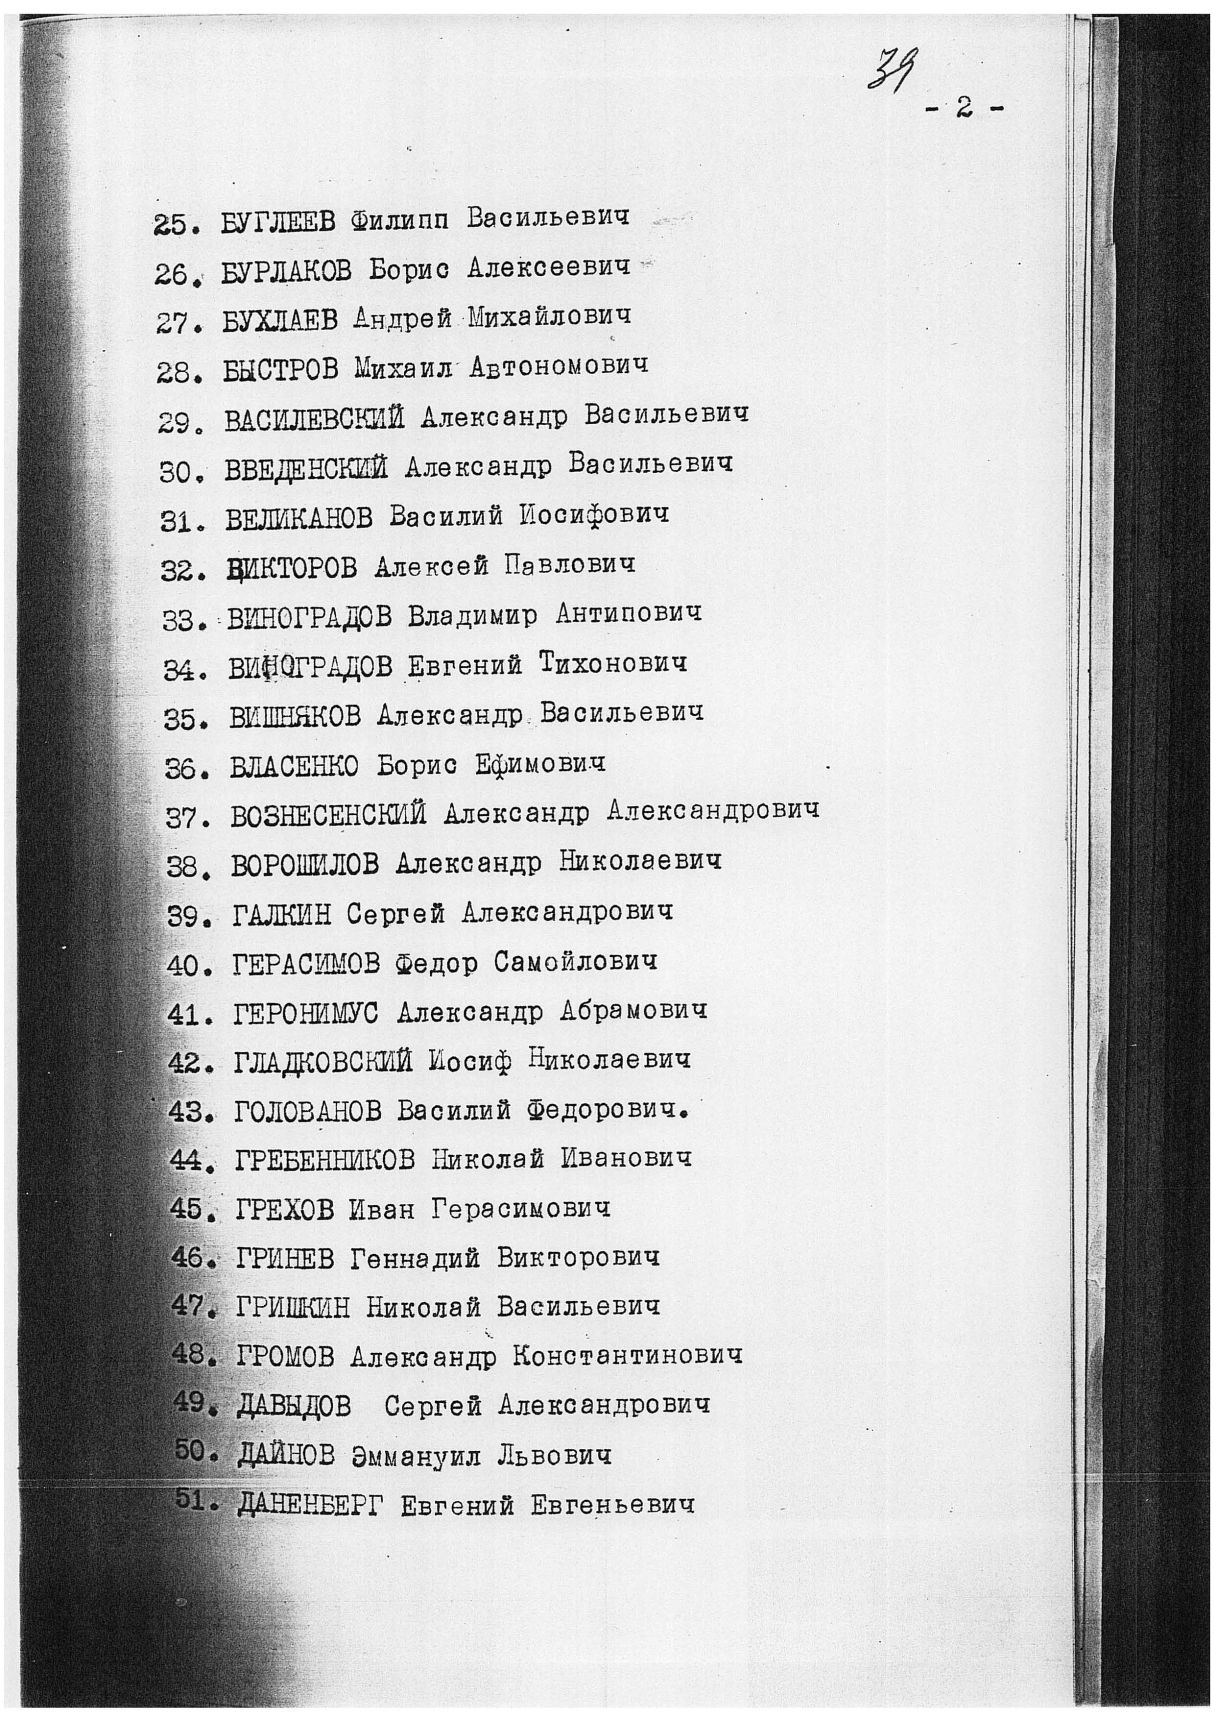 39
- 2 -
25. БУГЛЕЕВ Филипп Васильевич
26. БУРЛАКОВ Борис Алексеевич
27. БУХЛАЕВ Андрей Михайлович
28. БЫСТРОВ Михаил Автономович
29. ВАСИЛЕВСКИЙ Александр Васильевич
30. ВВЕДЕНСКИЙ Александр Васильевич
31. ВЕЛИКАНОВ Василий Иосифович
32. ВИКТОРОВ Алексей Павлович
33. ВИНОГРАДОВ Владимир Антипович
34. ВИНОГРАДОВ Евгений Тихонович
35. ВИШНЯКОВ Александр Васильевич
36. ВЛАСЕНКО Борис Ефимович
37. ВОЗНЕСЕНСКИЙ Александр Александрович
38. ВОРОШИЛОВ Александр Николаевич
39. ГАЛКИН Сергей Александрович
40. ГЕРАСИМОВ Федор Самойлович
41. ГЕРОНИМУС Александр Абрамович
42. ГЛАДКОВСКИЙ Иосиф Николаевич
43. ГОЛОВАНОВ Василий Федорович.
44. ГРЕБЕННИКОВ Николай Иванович
45. ГРЕХОВ Иван Герасимович
46. ГРИНЕВ Геннадий Викторович
47. ГРИШКИН Николай Васильевич
48. ГРОМОВ Александр Константинович
49. ДАВЫДОВ Сергей Александрович
50. ДАЙНОВ Эммануил Львович
51. ДАНЕНБЕРГ Евгений Евгеньевич